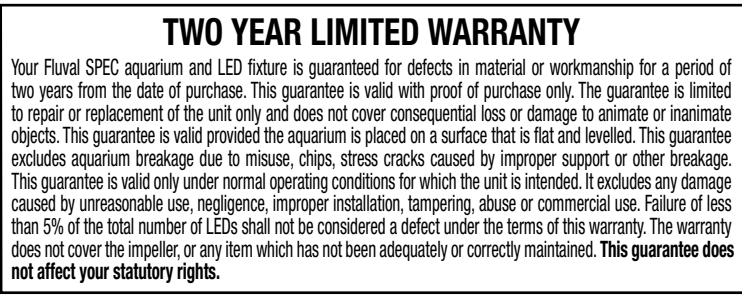 TWO YEAR LIMITED WARRANTY
Your Fluval SPEC aquarium and LED fixture is guaranteed for defects in material or workmanship for a period of
two years from the date of purchase. This guarantee is valid with proof of purchase only. The guarantee is limited
to repair or replacement of the unit only and does not cover consequential loss or damage to animate or inanimate
objects. This guarantee is valid provided the aquarium is placed on a surface that is flat and levelled. This guarantee
excludes aquarium breakage due to misuse, chips, stress cracks caused by improper support or other breakage.
This guarantee is valid only under normal operating conditions for which the unit is intended. It excludes any damage
caused by unreasonable use, negligence, improper installation, tampering, abuse or commercial use. Failure of less
than 5% of the total number of LEDs shall not be considered a defect under the terms of this warranty. The warranty
does not cover the impeller, or any item which has not been adequately or correctly maintained. This guarantee does
not affect your statutory rights.